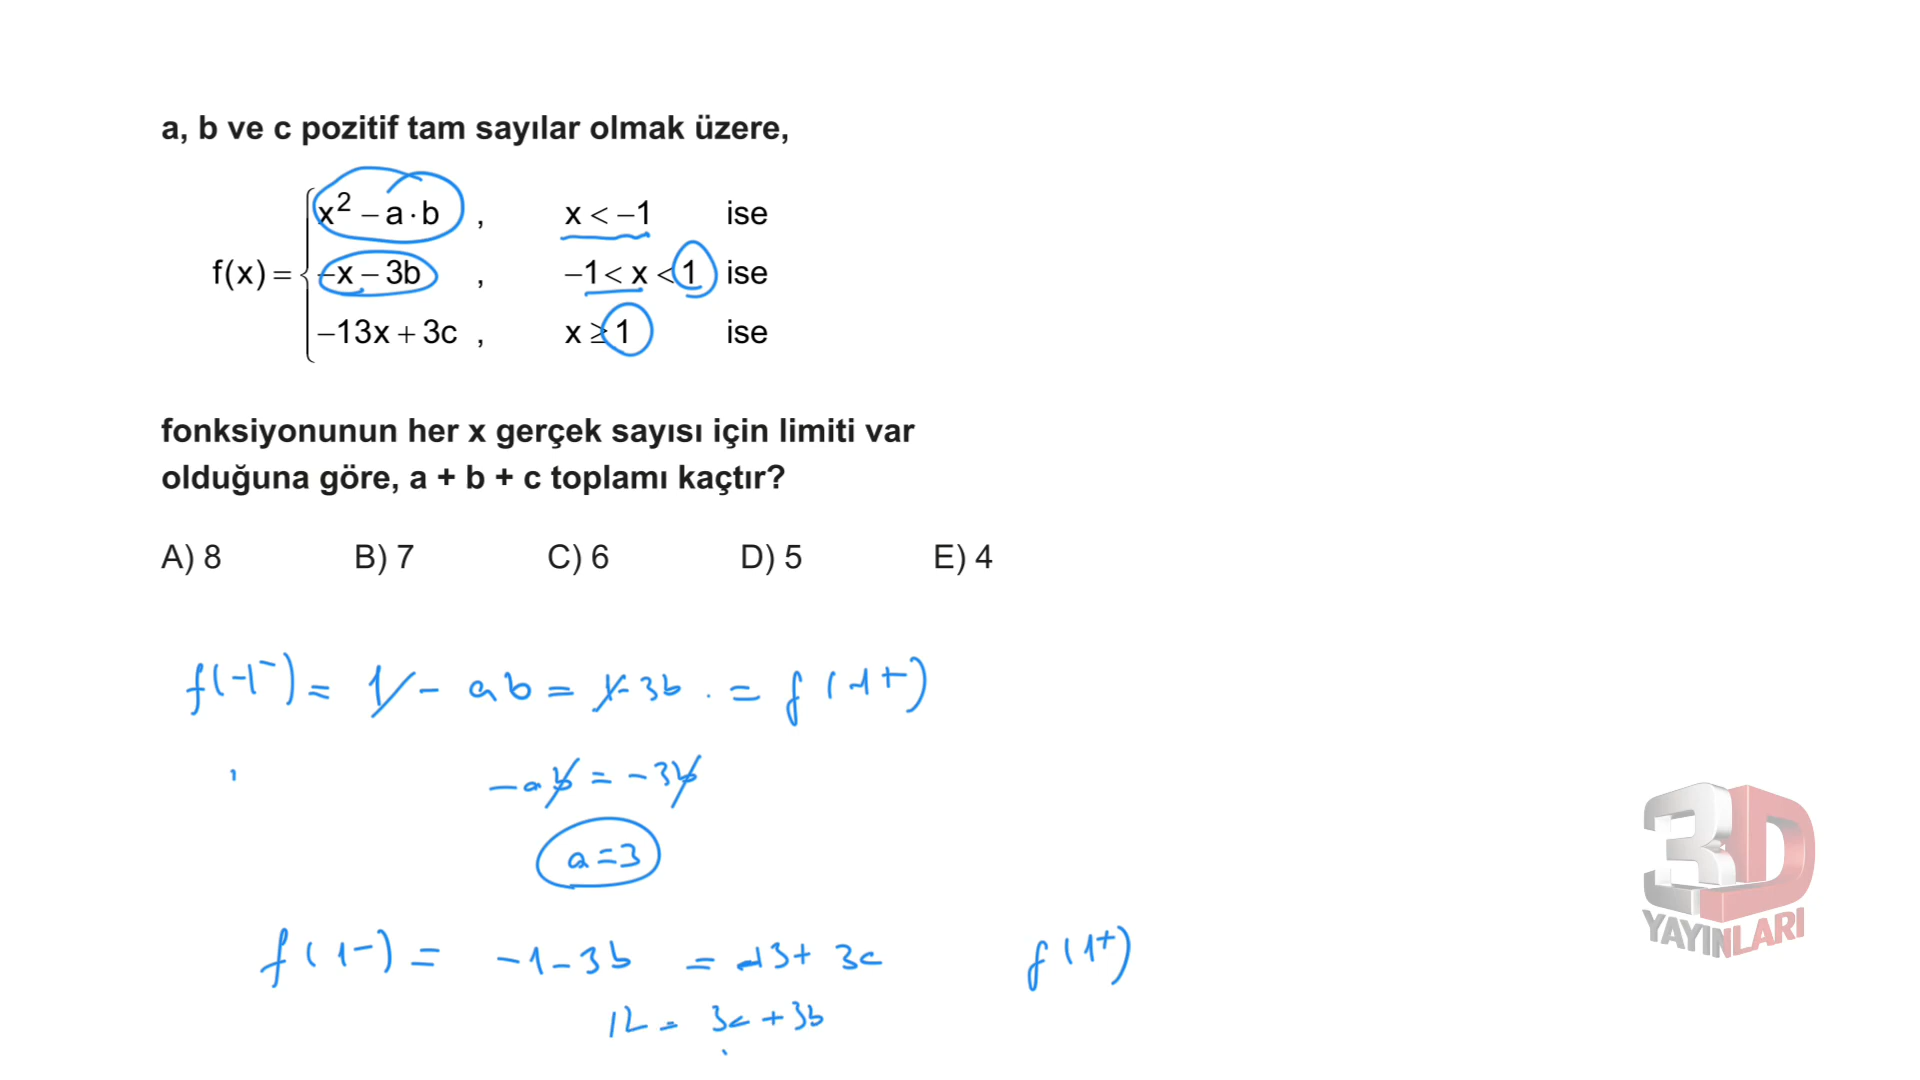 a, b ve c pozitif tam sayılar olmak üzere,
x² – a·b , x < –1 ise
f(x) = –x – 3b , –1 < x < 1 ise
–13x + 3c , x ≥ 1 ise
fonksiyonunun her x gerçek sayısı için limiti var
olduğuna göre, a + b + c toplamı kaçtır?
A) 8 B) 7 C) 6 D) 5 E) 4
f(-1⁻) = 1 - ab = 1 - 3b . = f(-1+)
-ab = -3b
a=3
f(1-) = -1-3b = -13+ 3c f(1+)
12 = 3c+3b
3D
YAYINLARI